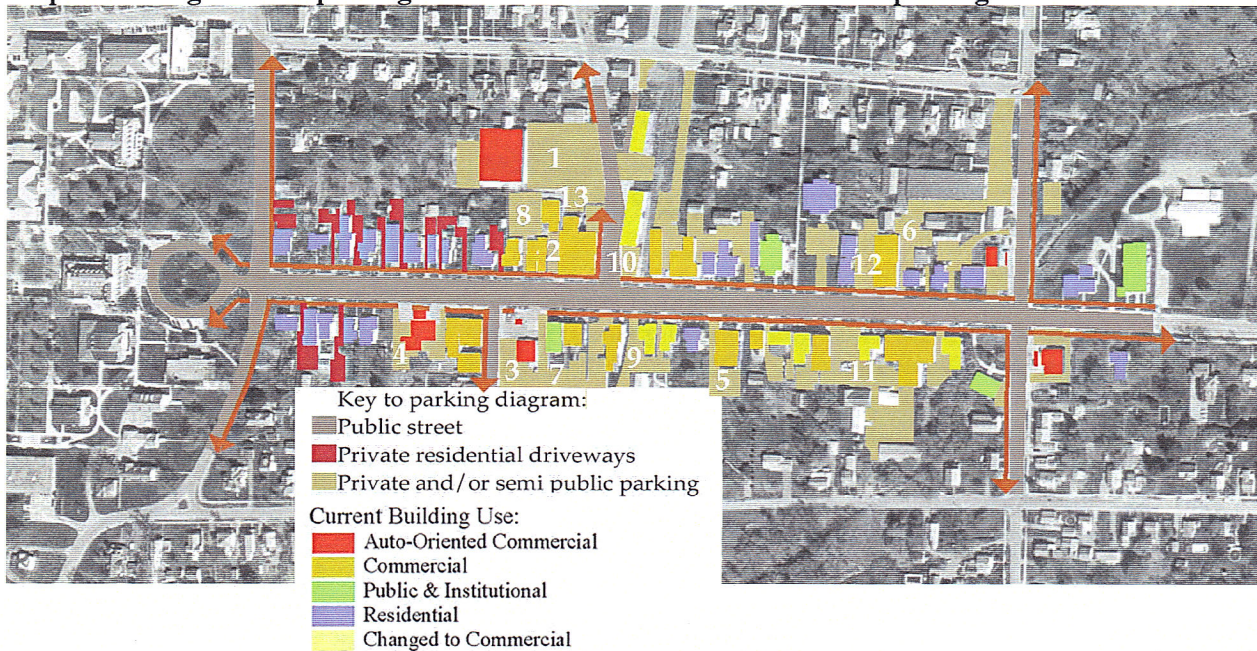 1
13
8
2
10
6
12
4
3
7
9
5
11
Key to parking diagram:
Public street
Private residential driveways
Private and/or semi public parking
Current Building Use:
Auto-Oriented Commercial
Commercial
Public & Institutional
Residential
Changed to Commercial